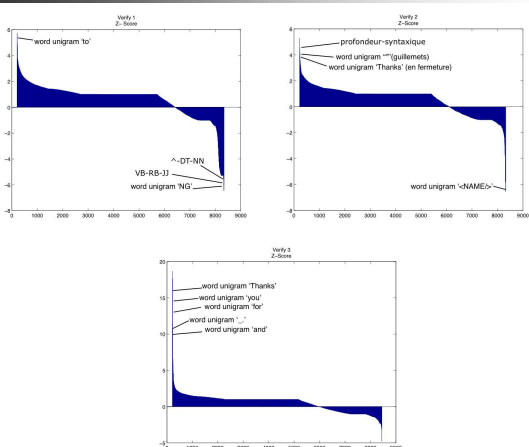 Verify 1
Z- Score
6
word unigram 'to'
4
2
0
−2
−4
^-DT-NN
VB-RB-JJ
−6
word unigram 'NG'
−8
0 1000 2000 3000 4000 5000 6000 7000 8000 9000
Verify 2
Z−Score
6
profondeur-syntaxique
word unigram '“”'(guillemets)
4
word unigram 'Thanks' (en fermeture)
2
0
−2
−4
−6
word unigram '<NAME/>'
−8
0 1000 2000 3000 4000 5000 6000 7000 8000 9000
Verify 3
Z−Score
20
word unigram 'Thanks'
15
word unigram 'you'
word unigram 'for'
word unigram '_._'
10
word unigram 'and'
5
0
−5